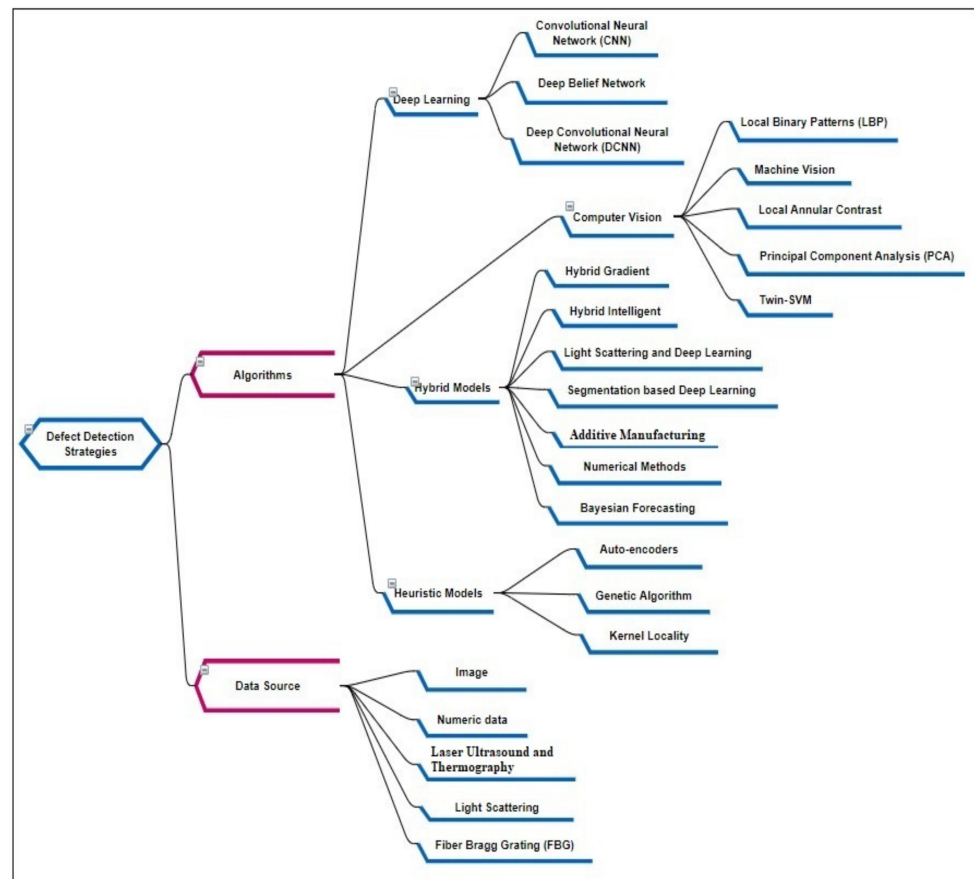 Convolutional Neural
Network (CNN)
Deep Learning
Deep Belief Network
Deep Convolutional Neural
Network (DCNN)
Local Binary Patterns (LBP)
Machine Vision
Computer Vision
Local Annular Contrast
Principal Component Analysis (PCA)
Twin-SVM
Hybrid Gradient
Hybrid Intelligent
Algorithms
Hybrid Models
Light Scattering and Deep Learning
Segmentation based Deep Learning
Additive Manufacturing
Numerical Methods
Bayesian Forecasting
Defect Detection
Strategies
Auto-encoders
Heuristic Models
Genetic Algorithm
Kernel Locality
Data Source
Image
Numeric data
Laser Ultrasound and
Thermography
Light Scattering
Fiber Bragg Grating (FBG)